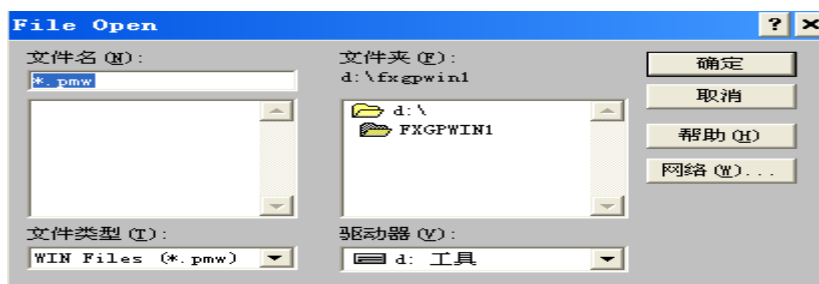 File Open
文件名(N):
*.pmw
文件类型(T):
WIN Files (*.pmw)
文件夹(F):
d:\fxgpwin1
d:\
FXGPWIN1
驱动器(V):
d: 工具
确定
取消
帮助(H)
网络(W)...